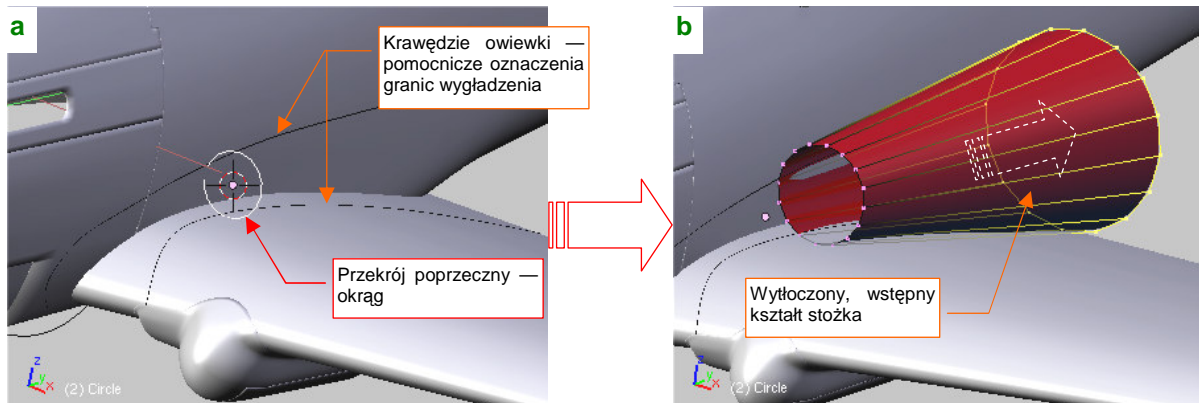 a
Krawędzie owiewki —
pomocnicze oznaczenia
granic wygładzenia
Przekrój poprzeczny —
okrąg
z
y
x
(2) Circle
b
Wytłoczony, wstępny
kształt stożka
z
y
x
(2) Circle